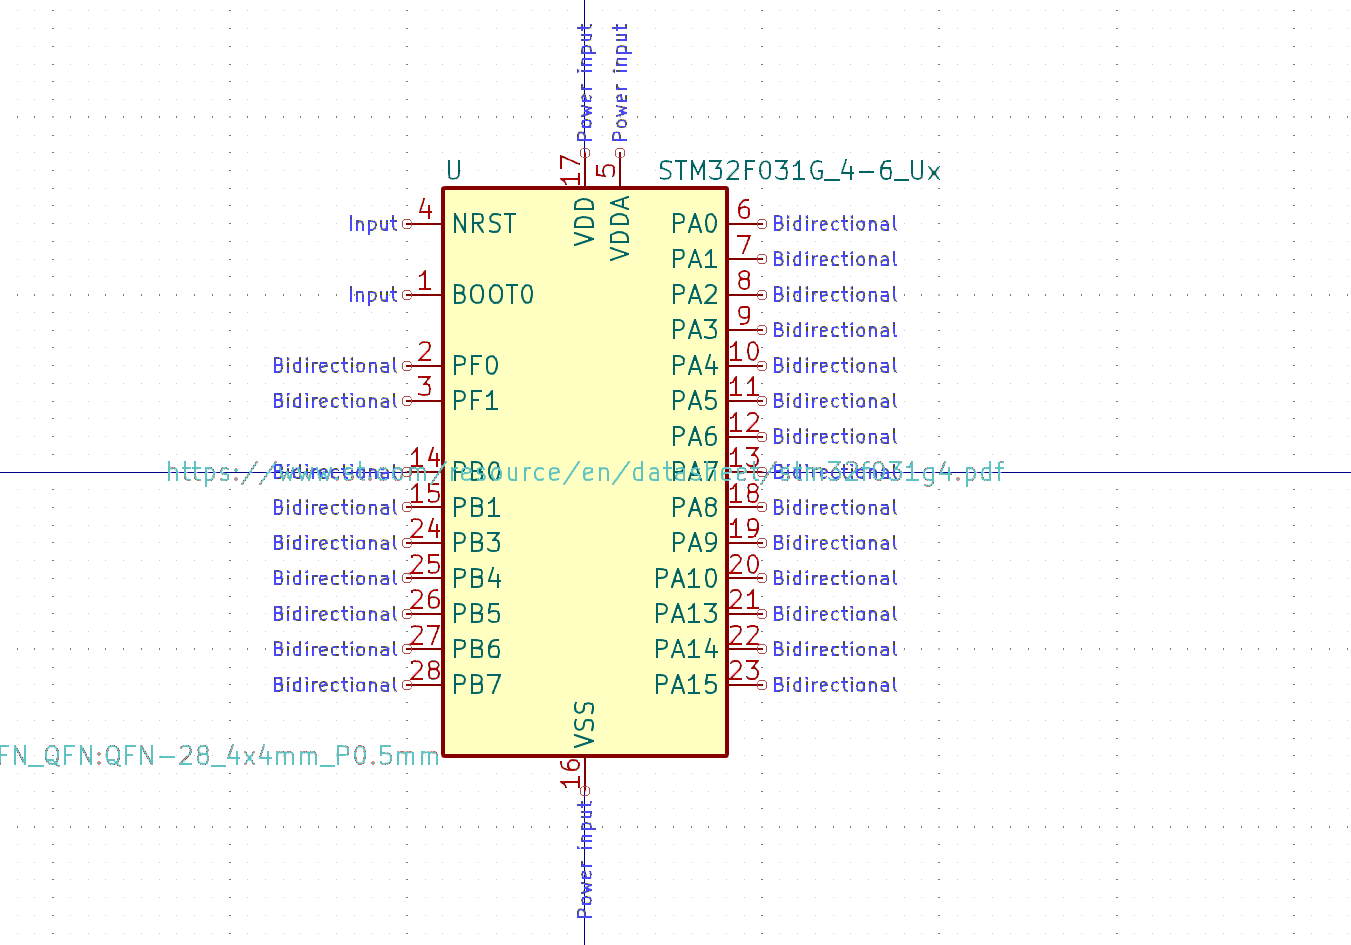 Power input Power input
U 17 5 STM32F031G_4-6_Ux
VDD VDDA
Input 4 NRST PA0 6 Bidirectional
PA1 7 Bidirectional
Input 1 BOOT0 PA2 8 Bidirectional
PA3 9 Bidirectional
Bidirectional 2 PF0 PA4 10 Bidirectional
Bidirectional 3 PF1 PA5 11 Bidirectional
PA6 12 Bidirectional
Bidirectional 14 PB0 PA7 13 Bidirectional
https://www.st.com/resource/en/datasheet/stm32f031g4.pdf
Bidirectional 15 PB1 PA8 18 Bidirectional
Bidirectional 24 PB3 PA9 19 Bidirectional
Bidirectional 25 PB4 PA10 20 Bidirectional
Bidirectional 26 PB5 PA13 21 Bidirectional
Bidirectional 27 PB6 PA14 22 Bidirectional
Bidirectional 28 PB7 PA15 23 Bidirectional
VSS
FN_QFN:QFN-28_4x4mm_P0.5mm
16
Power input